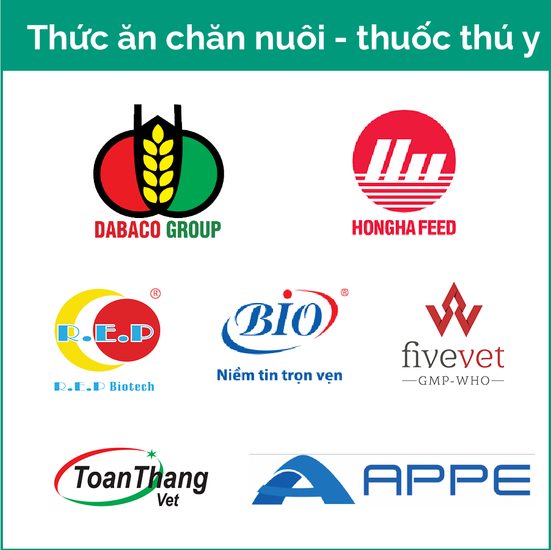 Thức ăn chăn nuôi - thuốc thú y
DABACO GROUP
HONGHA FEED
R.E.P
®
R.E.P Biotech
BIO
®
Niềm tin trọn vẹn
fivevet
GMP-WHO
ToanThang
Vet
APPE